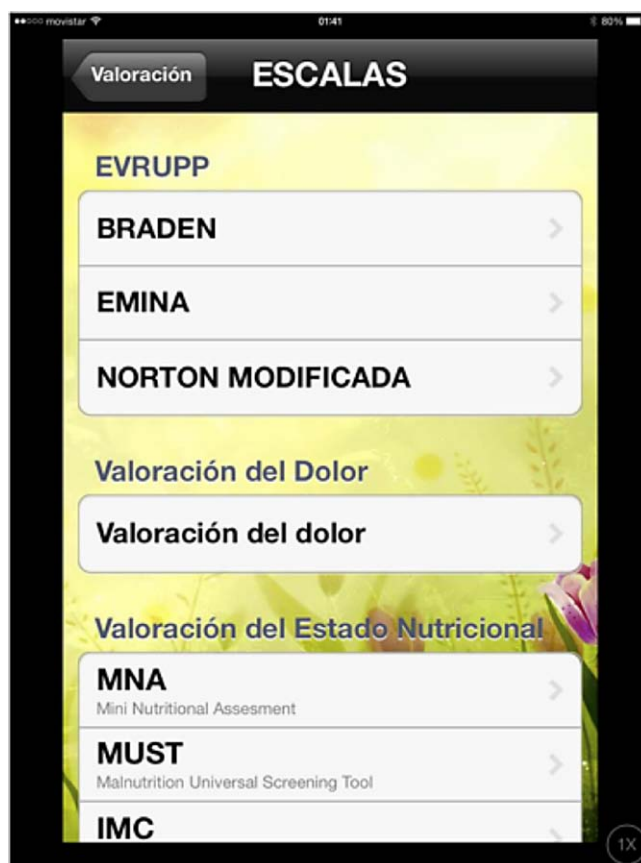 movistar 01:41 80%
Valoración ESCALAS
EVRUPP
BRADEN
EMINA
NORTON MODIFICADA
Valoración del Dolor
Valoración del dolor
Valoración del Estado Nutricional
MNA
Mini Nutritional Assesment
MUST
Malnutrition Universal Screening Tool
IMC
1X